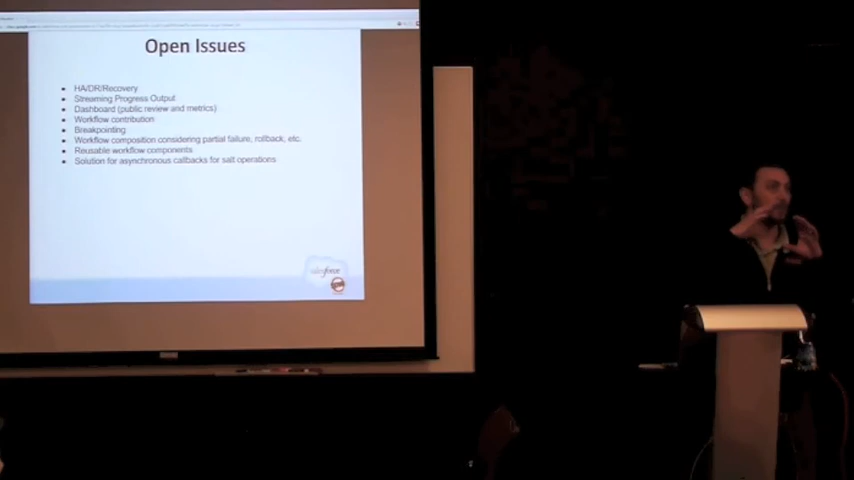 Open Issues
HA/DR/Recovery
Streaming Progress Output
Dashboard (public review and metrics)
Workflow contribution
Breakpointing
Workflow composition considering partial failure, rollback, etc.
Reusable workflow components
Solution for asynchronous callbacks for salt operations
salesforce